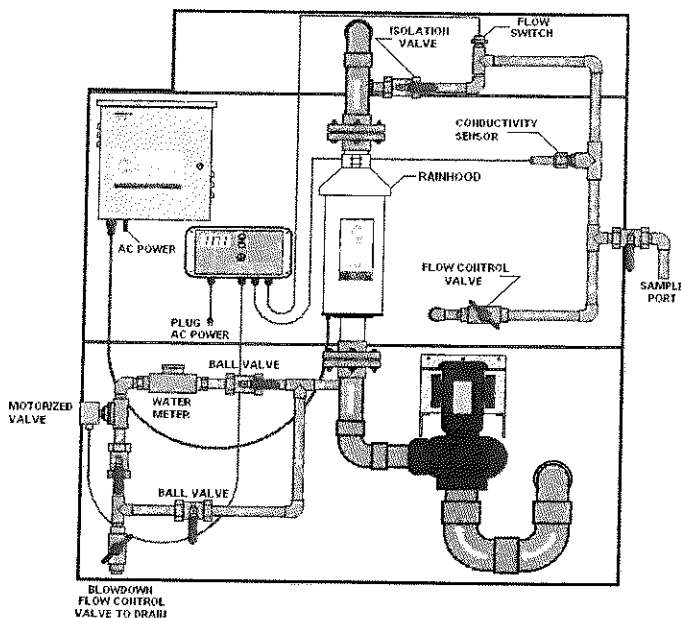 ISOLATION
VALVE
FLOW
SWITCH
CONDUCTIVITY
SENSOR
RAINHOOD
AC POWER
PLUG
AC POWER
FLOW CONTROL
VALVE
SAMPLE
PORT
BALL VALVE
WATER
METER
MOTORIZED
VALVE
BALL VALVE
BLOWDOWN
FLOW CONTROL
VALVE TO DRAIN